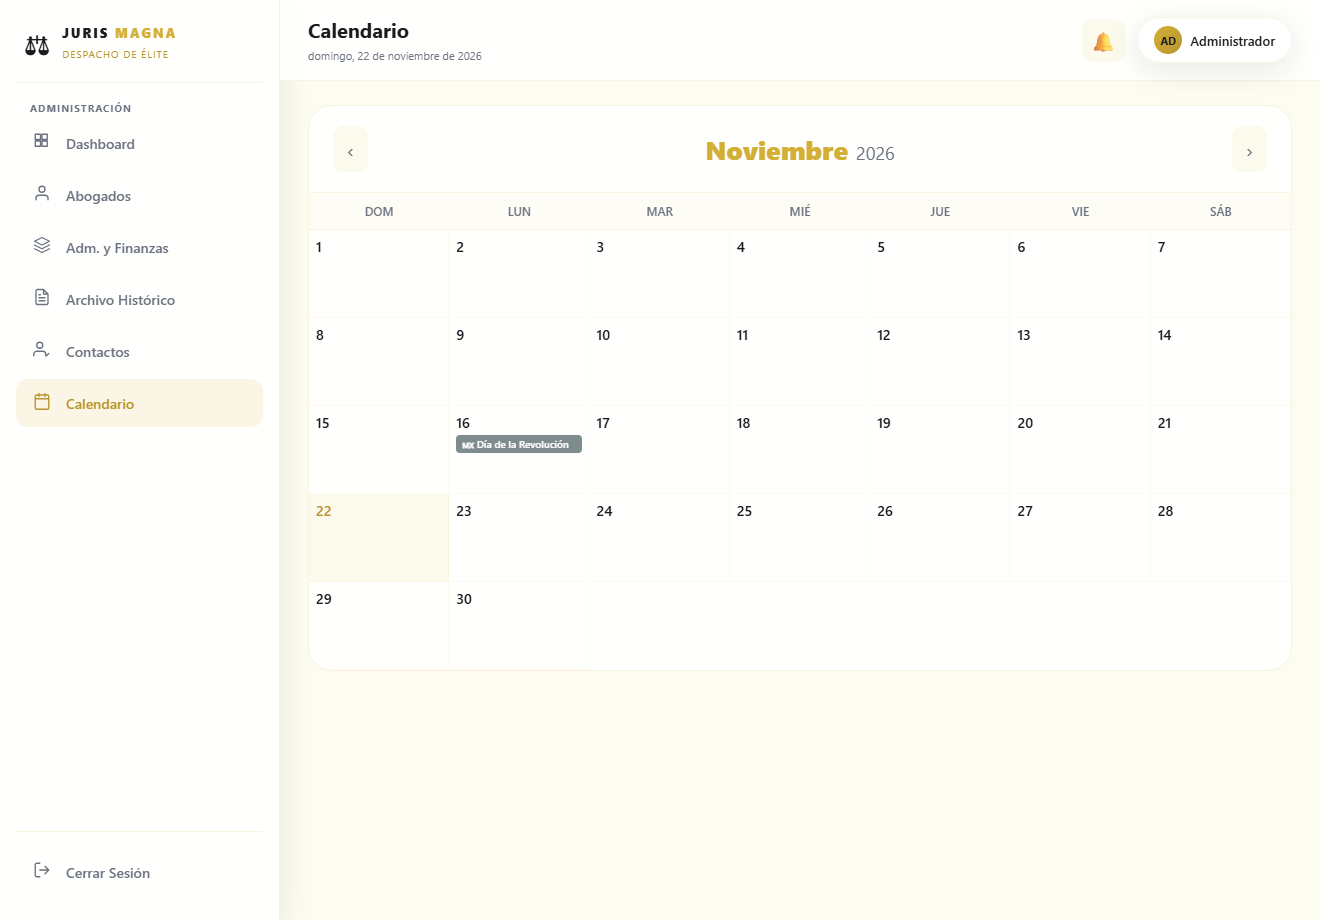 JURIS MAGNA
DESPACHO DE ÉLITE
ADMINISTRACIÓN
Dashboard
Abogados
Adm. y Finanzas
Archivo Histórico
Contactos
Calendario
Cerrar Sesión
Calendario
domingo, 22 de noviembre de 2026
AD Administrador
‹ Noviembre 2026 ›
DOM LUN MAR MIÉ JUE VIE SÁB
1 2 3 4 5 6 7
8 9 10 11 12 13 14
15 16 17 18 19 20 21
MX Día de la Revolución
22 23 24 25 26 27 28
29 30